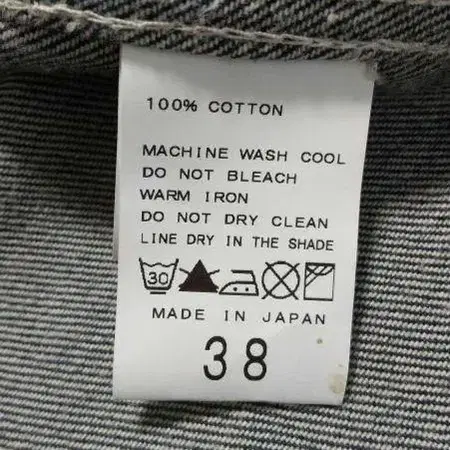 100% COTTON
MACHINE WASH COOL
DO NOT BLEACH
WARM IRON
DO NOT DRY CLEAN
LINE DRY IN THE SHADE
30
MADE IN JAPAN
38